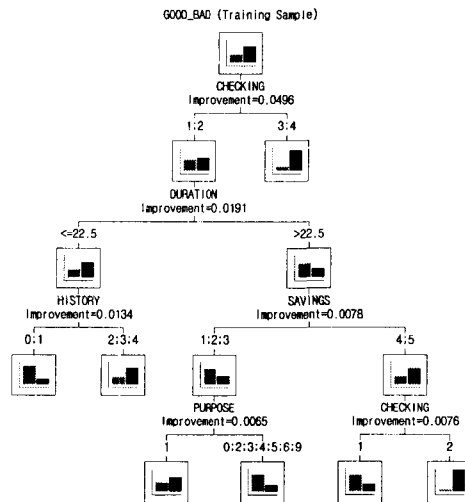 GOOD_BAD (Training Sample)
CHECKING
Improvement=0.0496
1:2 3:4
DURATION
Improvement=0.0191
<=22.5 >22.5
HISTORY SAVINGS
Improvement=0.0134 Improvement=0.0078
0:1 2:3:4 1:2:3 4:5
PURPOSE CHECKING
Improvement=0.0065 Improvement=0.0076
1 0:2:3:4:5:6:9 1 2